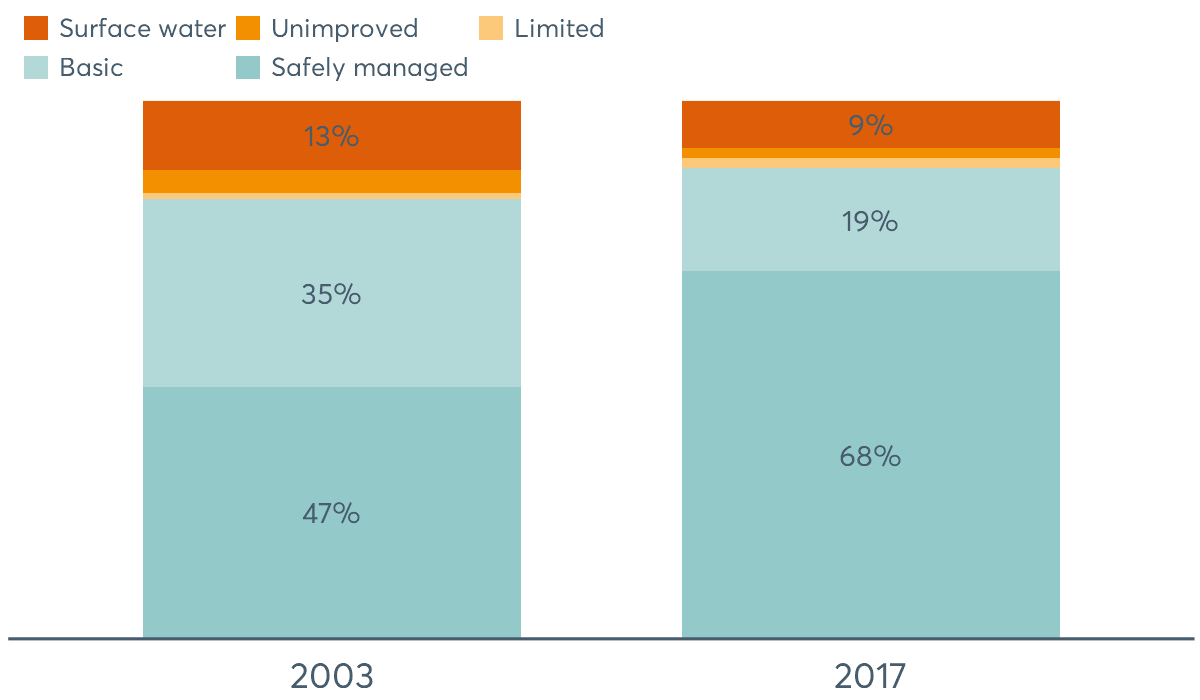 Surface water Unimproved Limited
Basic Safely managed
13% 9%
35% 19%
47% 68%
2003 2017